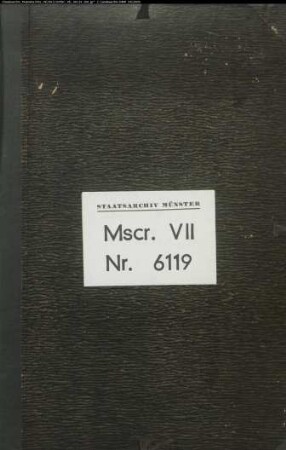 STAATSARCHIV MÜNSTER
Mscr. VII
Nr. 6119